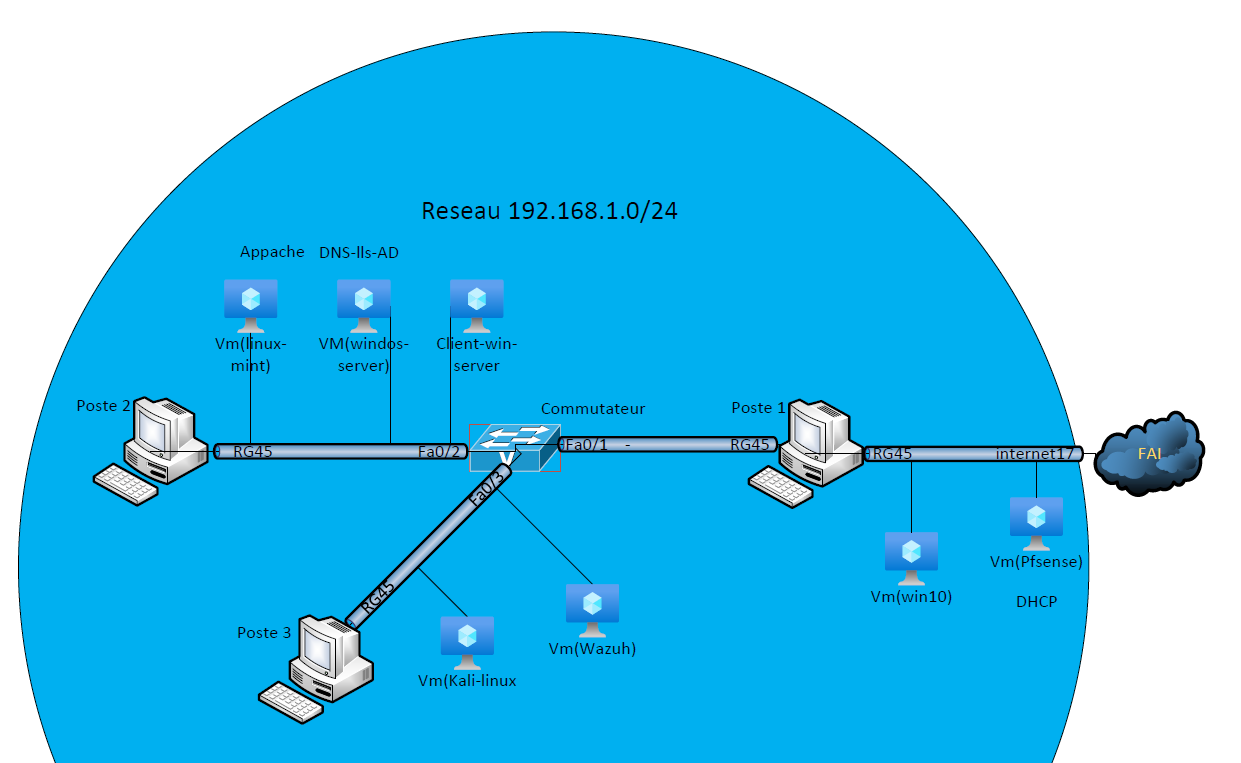 Reseau 192.168.1.0/24
Appache
DNS-lls-AD
Vm(linux-
mint)
VM(windos-
server)
Client-win-
server
Poste 2
RG45
Fa0/2
Commutateur
Fa0/1 -
RG45
Poste 1
RG45
internet17
FAI
Fa0/3
RG45
Vm(Pfsense)
DHCP
Vm(win10)
Poste 3
Vm(Wazuh)
Vm(Kali-linux